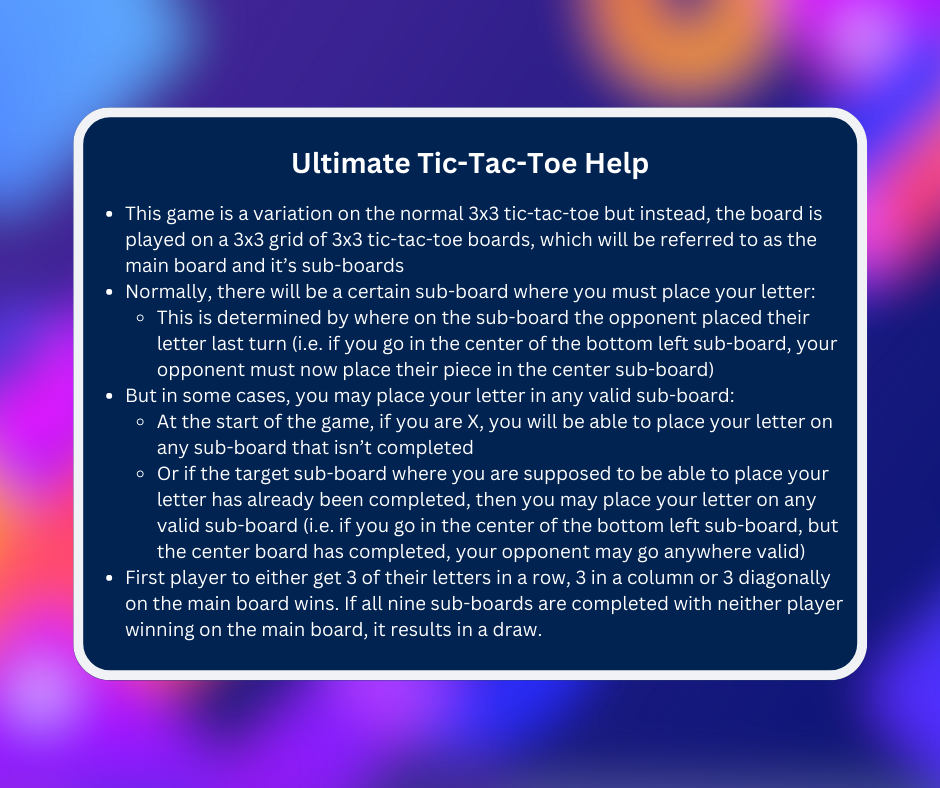 Ultimate Tic-Tac-Toe Help
• This game is a variation on the normal 3x3 tic-tac-toe but instead, the board is
played on a 3x3 grid of 3x3 tic-tac-toe boards, which will be referred to as the
main board and it’s sub-boards
• Normally, there will be a certain sub-board where you must place your letter:
◦ This is determined by where on the sub-board the opponent placed their
letter last turn (i.e. if you go in the center of the bottom left sub-board, your
opponent must now place their piece in the center sub-board)
• But in some cases, you may place your letter in any valid sub-board:
◦ At the start of the game, if you are X, you will be able to place your letter on
any sub-board that isn’t completed
◦ Or if the target sub-board where you are supposed to be able to place your
letter has already been completed, then you may place your letter on any
valid sub-board (i.e. if you go in the center of the bottom left sub-board, but
the center board has completed, your opponent may go anywhere valid)
• First player to either get 3 of their letters in a row, 3 in a column or 3 diagonally
on the main board wins. If all nine sub-boards are completed with neither player
winning on the main board, it results in a draw.